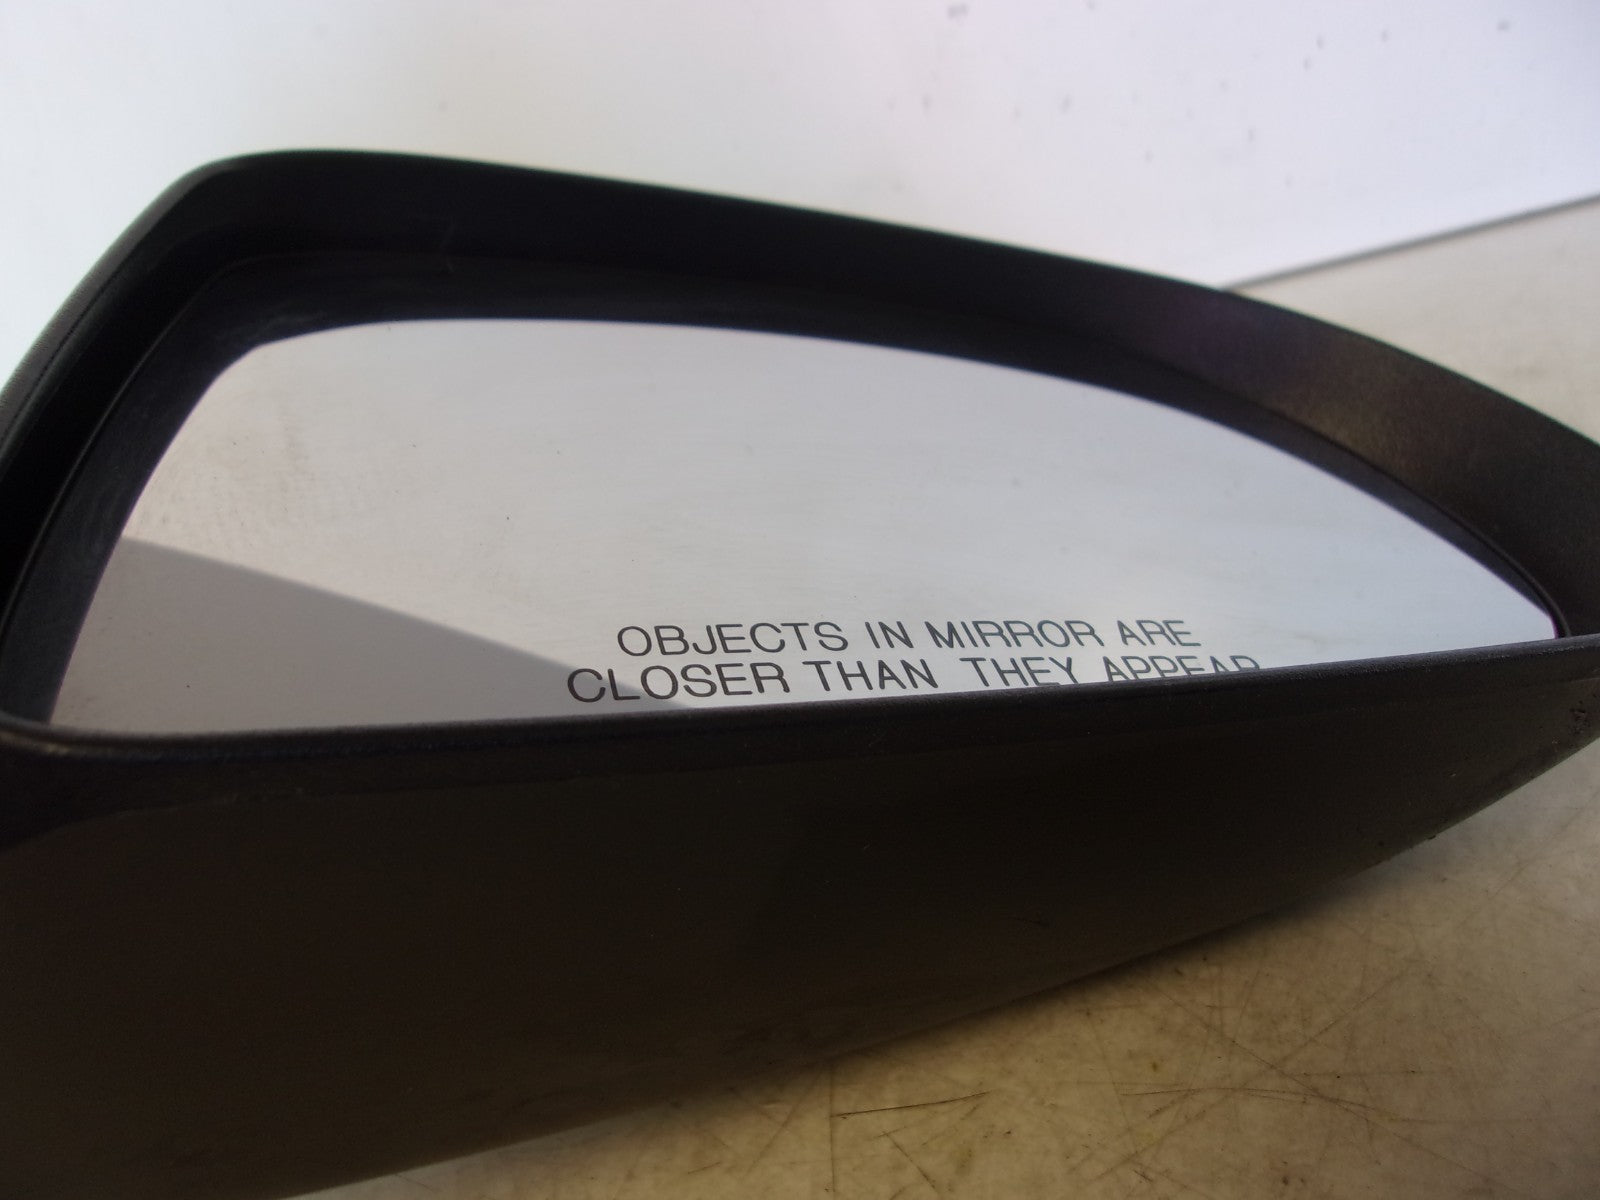 OBJECTS IN MIRROR ARE
CLOSER THAN THEY APPEAR